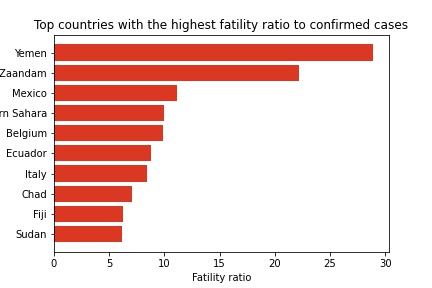 Top countries with the highest fatility ratio to confirmed cases
Yemen
Zaandam
Mexico
rn Sahara
Belgium
Ecuador
Italy
Chad
Fiji
Sudan
0 5 10 15 20 25 30
Fatility ratio